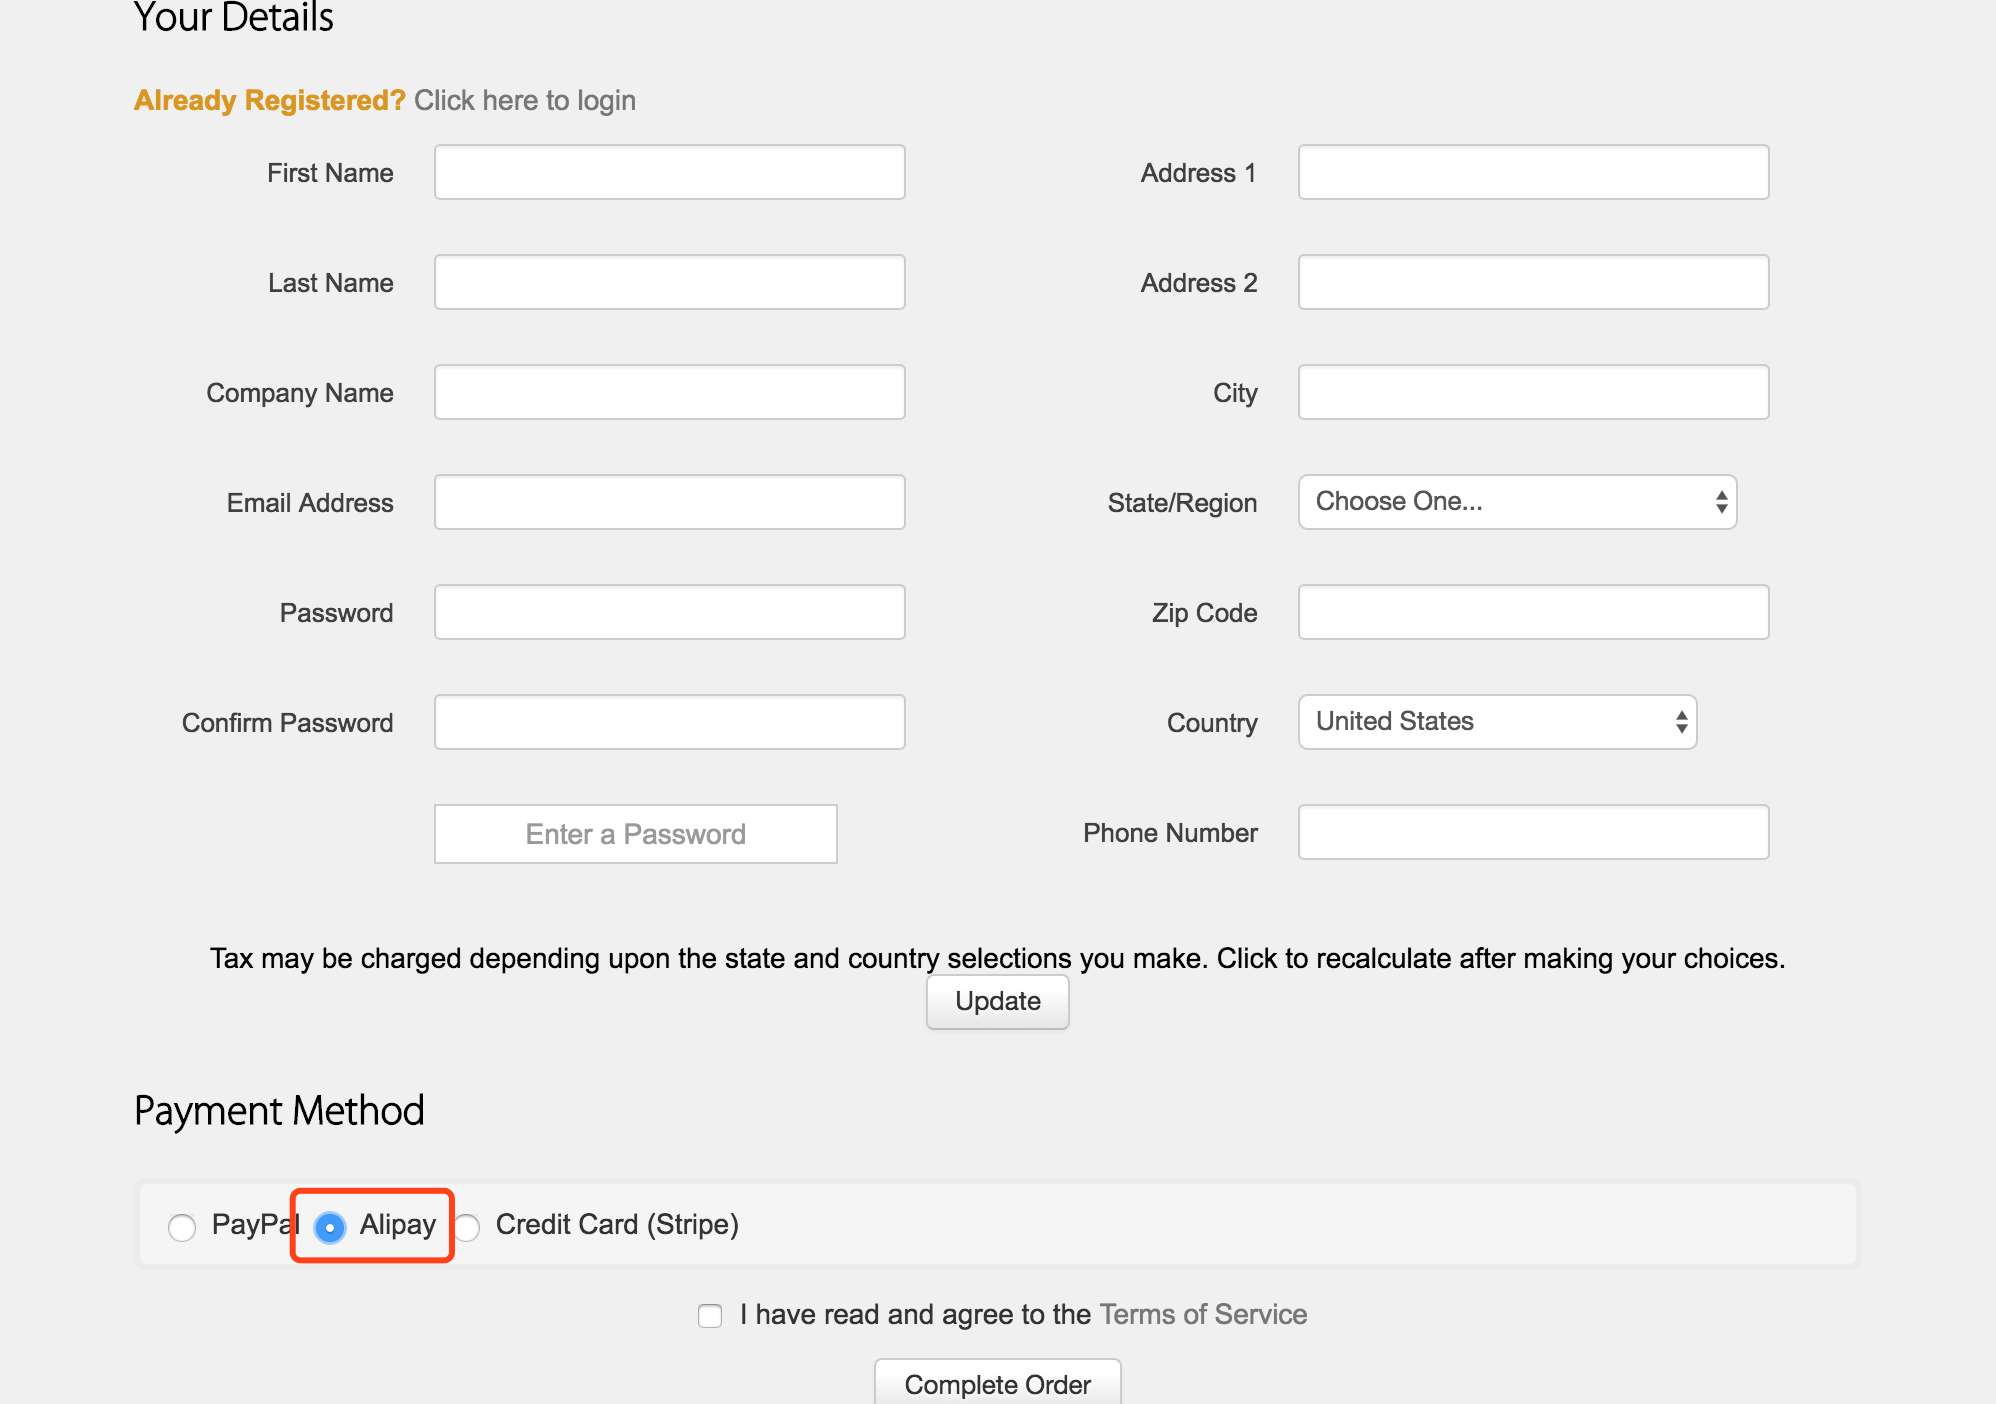 Your Details
Already Registered? Click here to login
First Name
Address 1
Last Name
Address 2
Company Name
City
Email Address
State/Region
Choose One...
Password
Zip Code
Confirm Password
Country
United States
Enter a Password
Phone Number
Tax may be charged depending upon the state and country selections you make. Click to recalculate after making your choices.
Update
Payment Method
PayPal Alipay Credit Card (Stripe)
I have read and agree to the Terms of Service
Complete Order